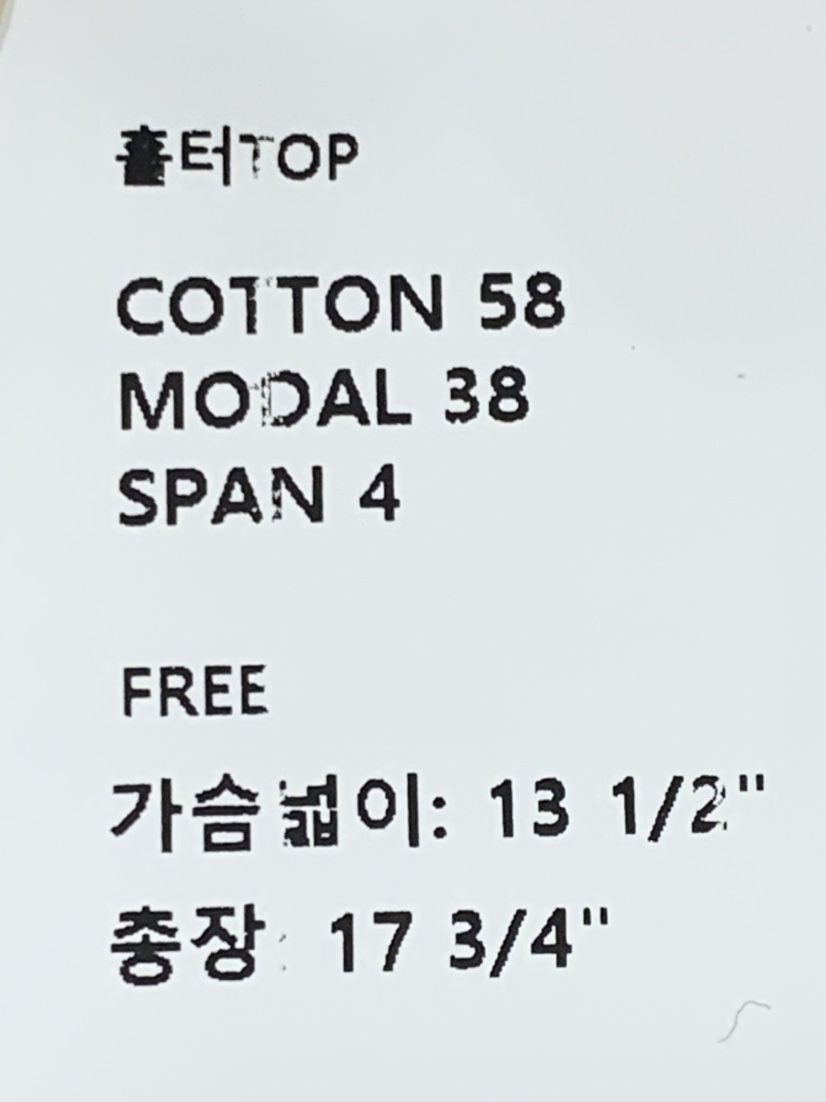 홀터TOP
COTTON 58
MODAL 38
SPAN 4
FREE
가슴넓이: 13 1/2"
총장: 17 3/4"